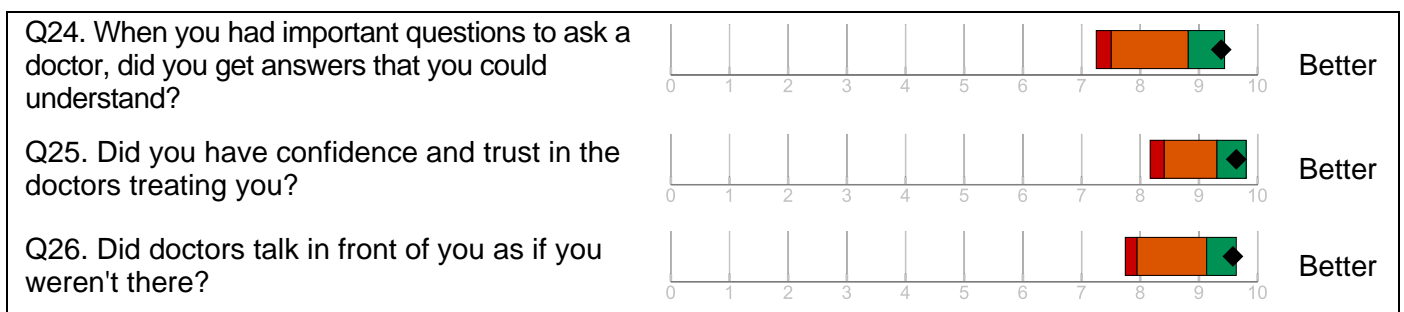 Q24. When you had important questions to ask a
doctor, did you get answers that you could
understand?
0 1 2 3 4 5 6 7 8 9 10
Better
Q25. Did you have confidence and trust in the
doctors treating you?
0 1 2 3 4 5 6 7 8 9 10
Better
Q26. Did doctors talk in front of you as if you
weren't there?
0 1 2 3 4 5 6 7 8 9 10
Better